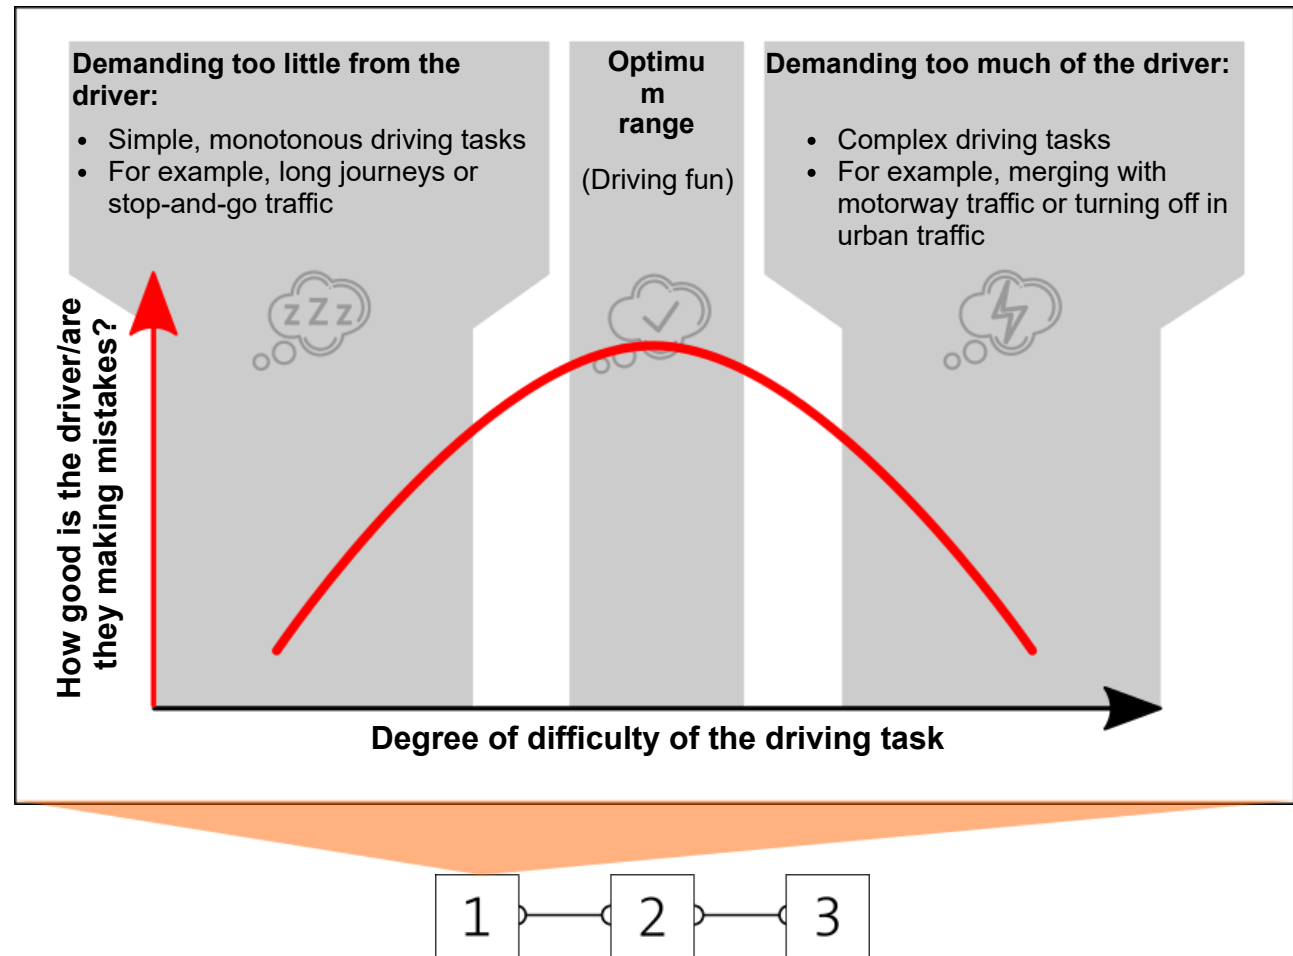 Demanding too little from the
driver:
• Simple, monotonous driving tasks
• For example, long journeys or
stop-and-go traffic
Optimu
m
range
(Driving fun)
Demanding too much of the driver:
• Complex driving tasks
• For example, merging with
motorway traffic or turning off in
urban traffic
zZz
How good is the driver/are
they making mistakes?
Degree of difficulty of the driving task
1
2
3